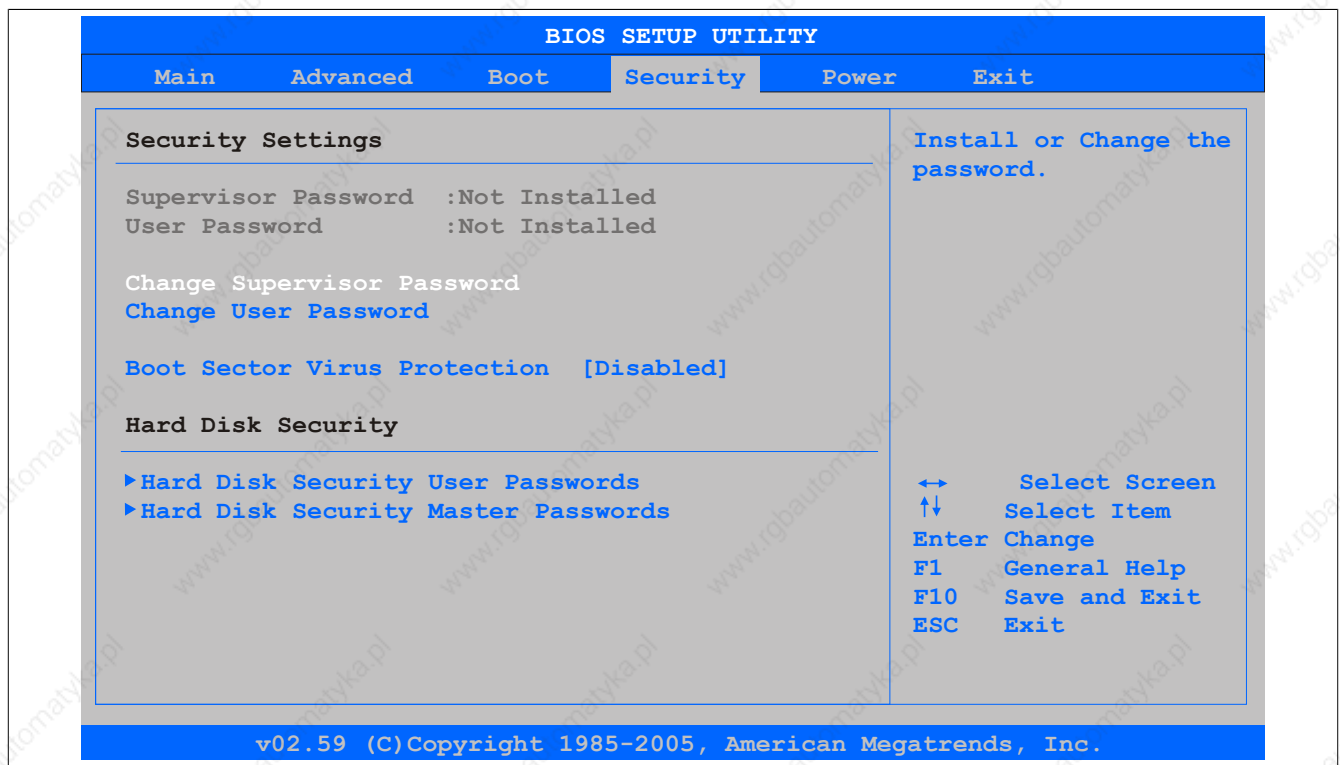 BIOS SETUP UTILITY
Main Advanced Boot Security Power Exit
Security Settings
Supervisor Password :Not Installed
User Password :Not Installed
Change Supervisor Password
Change User Password
Boot Sector Virus Protection [Disabled]
Hard Disk Security
Hard Disk Security User Passwords
Hard Disk Security Master Passwords
Install or Change the
password.
↔ Select Screen
↑↓ Select Item
Enter Change
F1 General Help
F10 Save and Exit
ESC Exit
v02.59 (C)Copyright 1985-2005, American Megatrends, Inc.
www.rgbautomatyka.pl